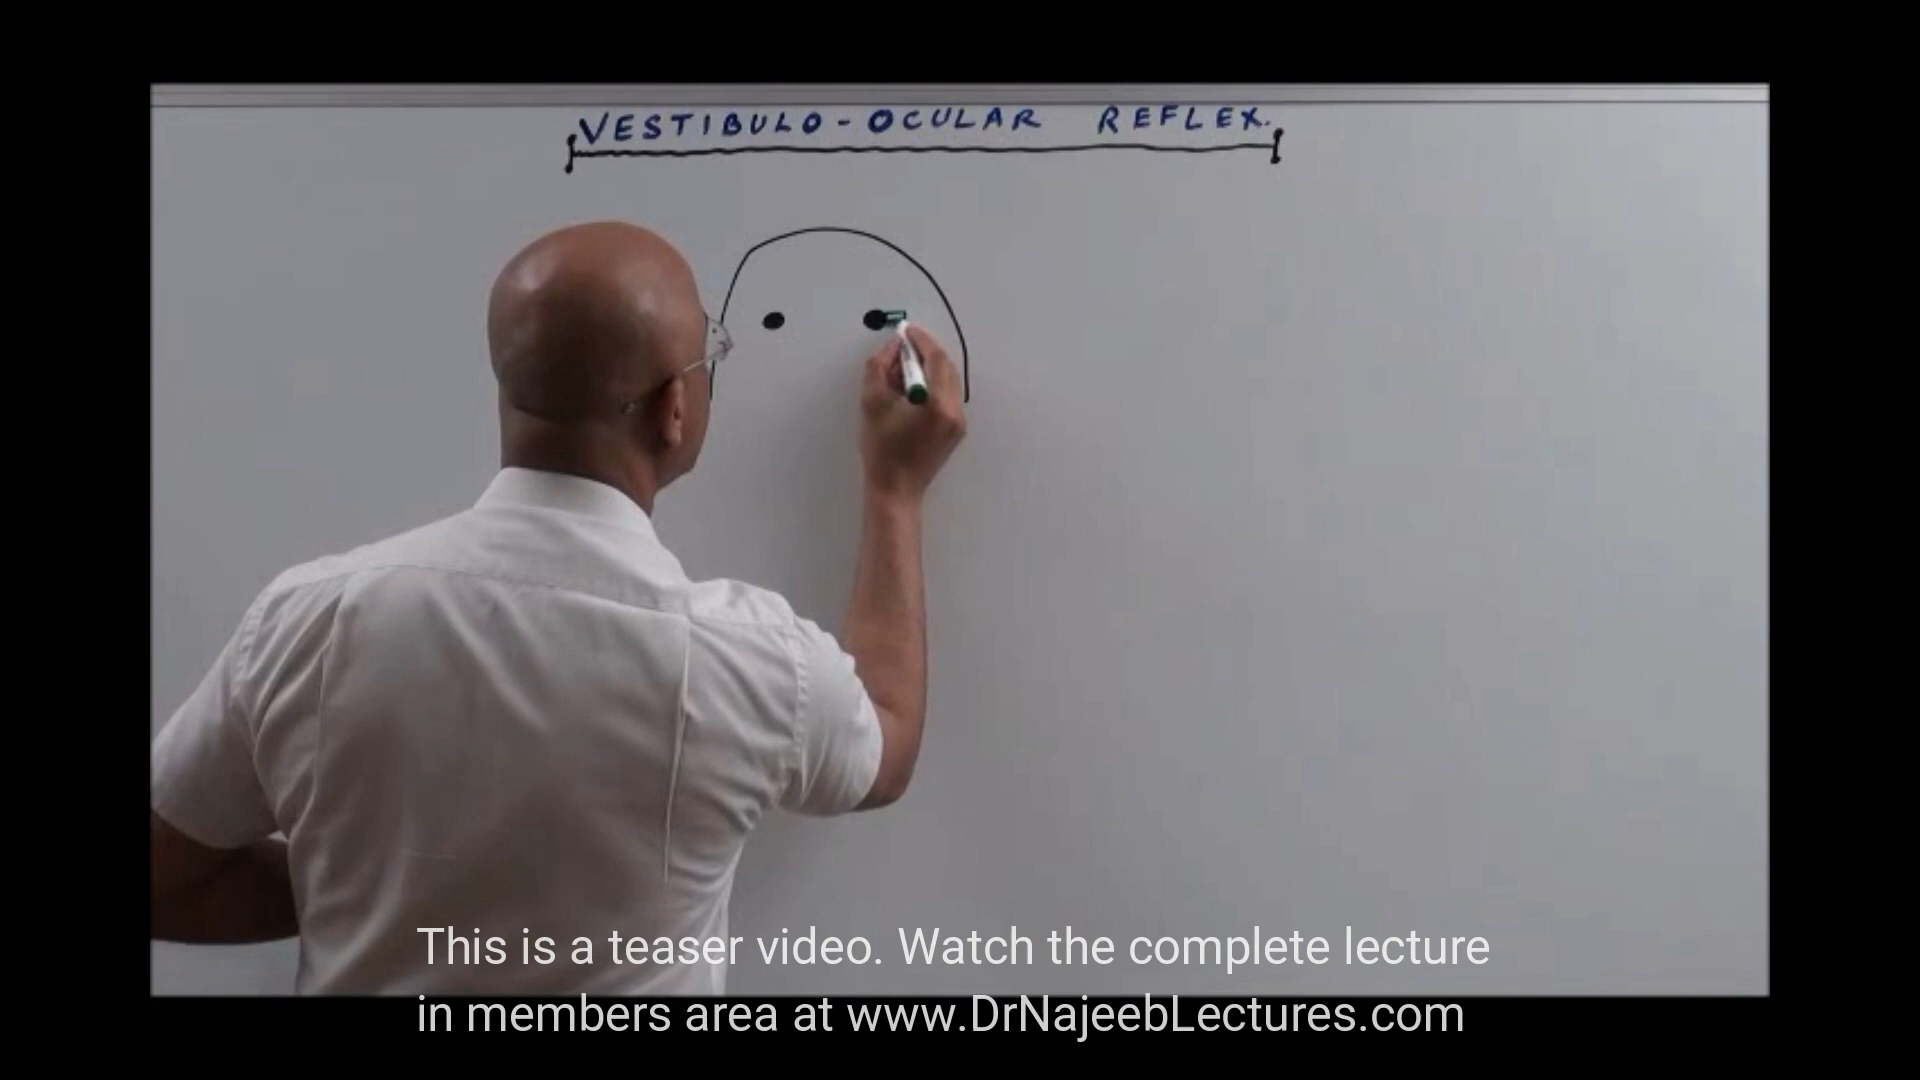 VESTIBULO-OCULAR REFLEX.
This is a teaser video. Watch the complete lecture
in members area at www.DrNajeebLectures.com